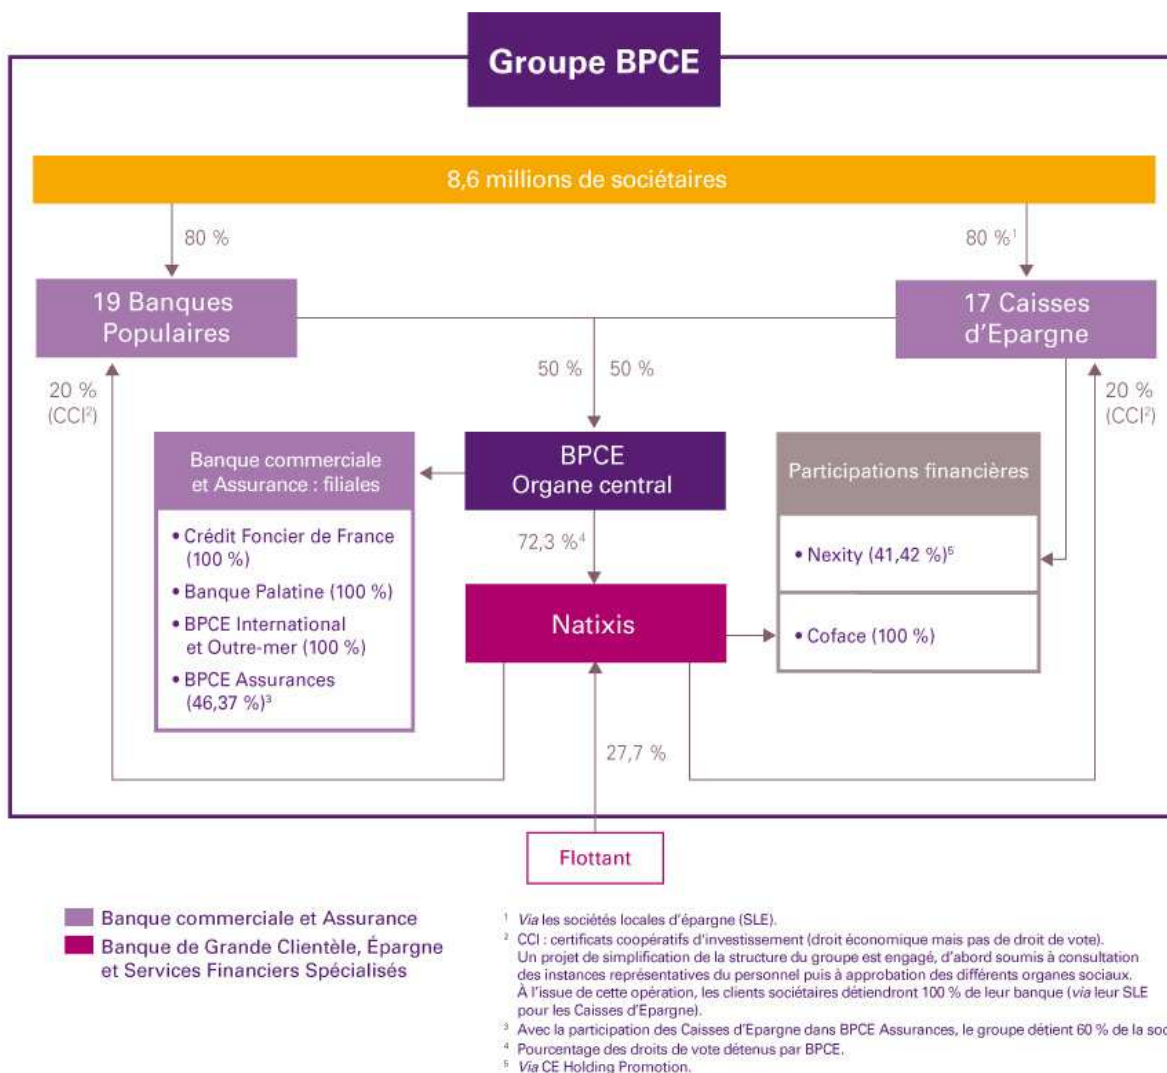 Groupe BPCE
8,6 millions de sociétaires
80 %
80 %¹
19 Banques
Populaires
17 Caisses
d'Epargne
50 %
50 %
20 %
(CCI²)
20 %
(CCI²)
Banque commerciale
et Assurance : filiales
• Crédit Foncier de France
(100 %)
• Banque Palatine (100 %)
• BPCE International
et Outre-mer (100 %)
• BPCE Assurances
(46,37 %)³
BPCE
Organe central
72,3 %⁴
Natixis
Participations financières
• Nexity (41,42 %)⁵
• Coface (100 %)
27,7 %
Flottant
Banque commerciale et Assurance
Banque de Grande Clientèle, Épargne
et Services Financiers Spécialisés
¹ Via les sociétés locales d'épargne (SLE).
² CCI : certificats coopératifs d'investissement (droit économique mais pas de droit de vote).
Un projet de simplification de la structure du groupe est engagé, d'abord soumis à consultation
des instances représentatives du personnel puis à approbation des différents organes sociaux.
À l'issue de cette opération, les clients sociétaires détiendront 100 % de leur banque (via leur SLE
pour les Caisses d'Epargne).
³ Avec la participation des Caisses d'Epargne dans BPCE Assurances, le groupe détient 60 % de la soc
⁴ Pourcentage des droits de vote détenus par BPCE.
⁵ Via CE Holding Promotion.